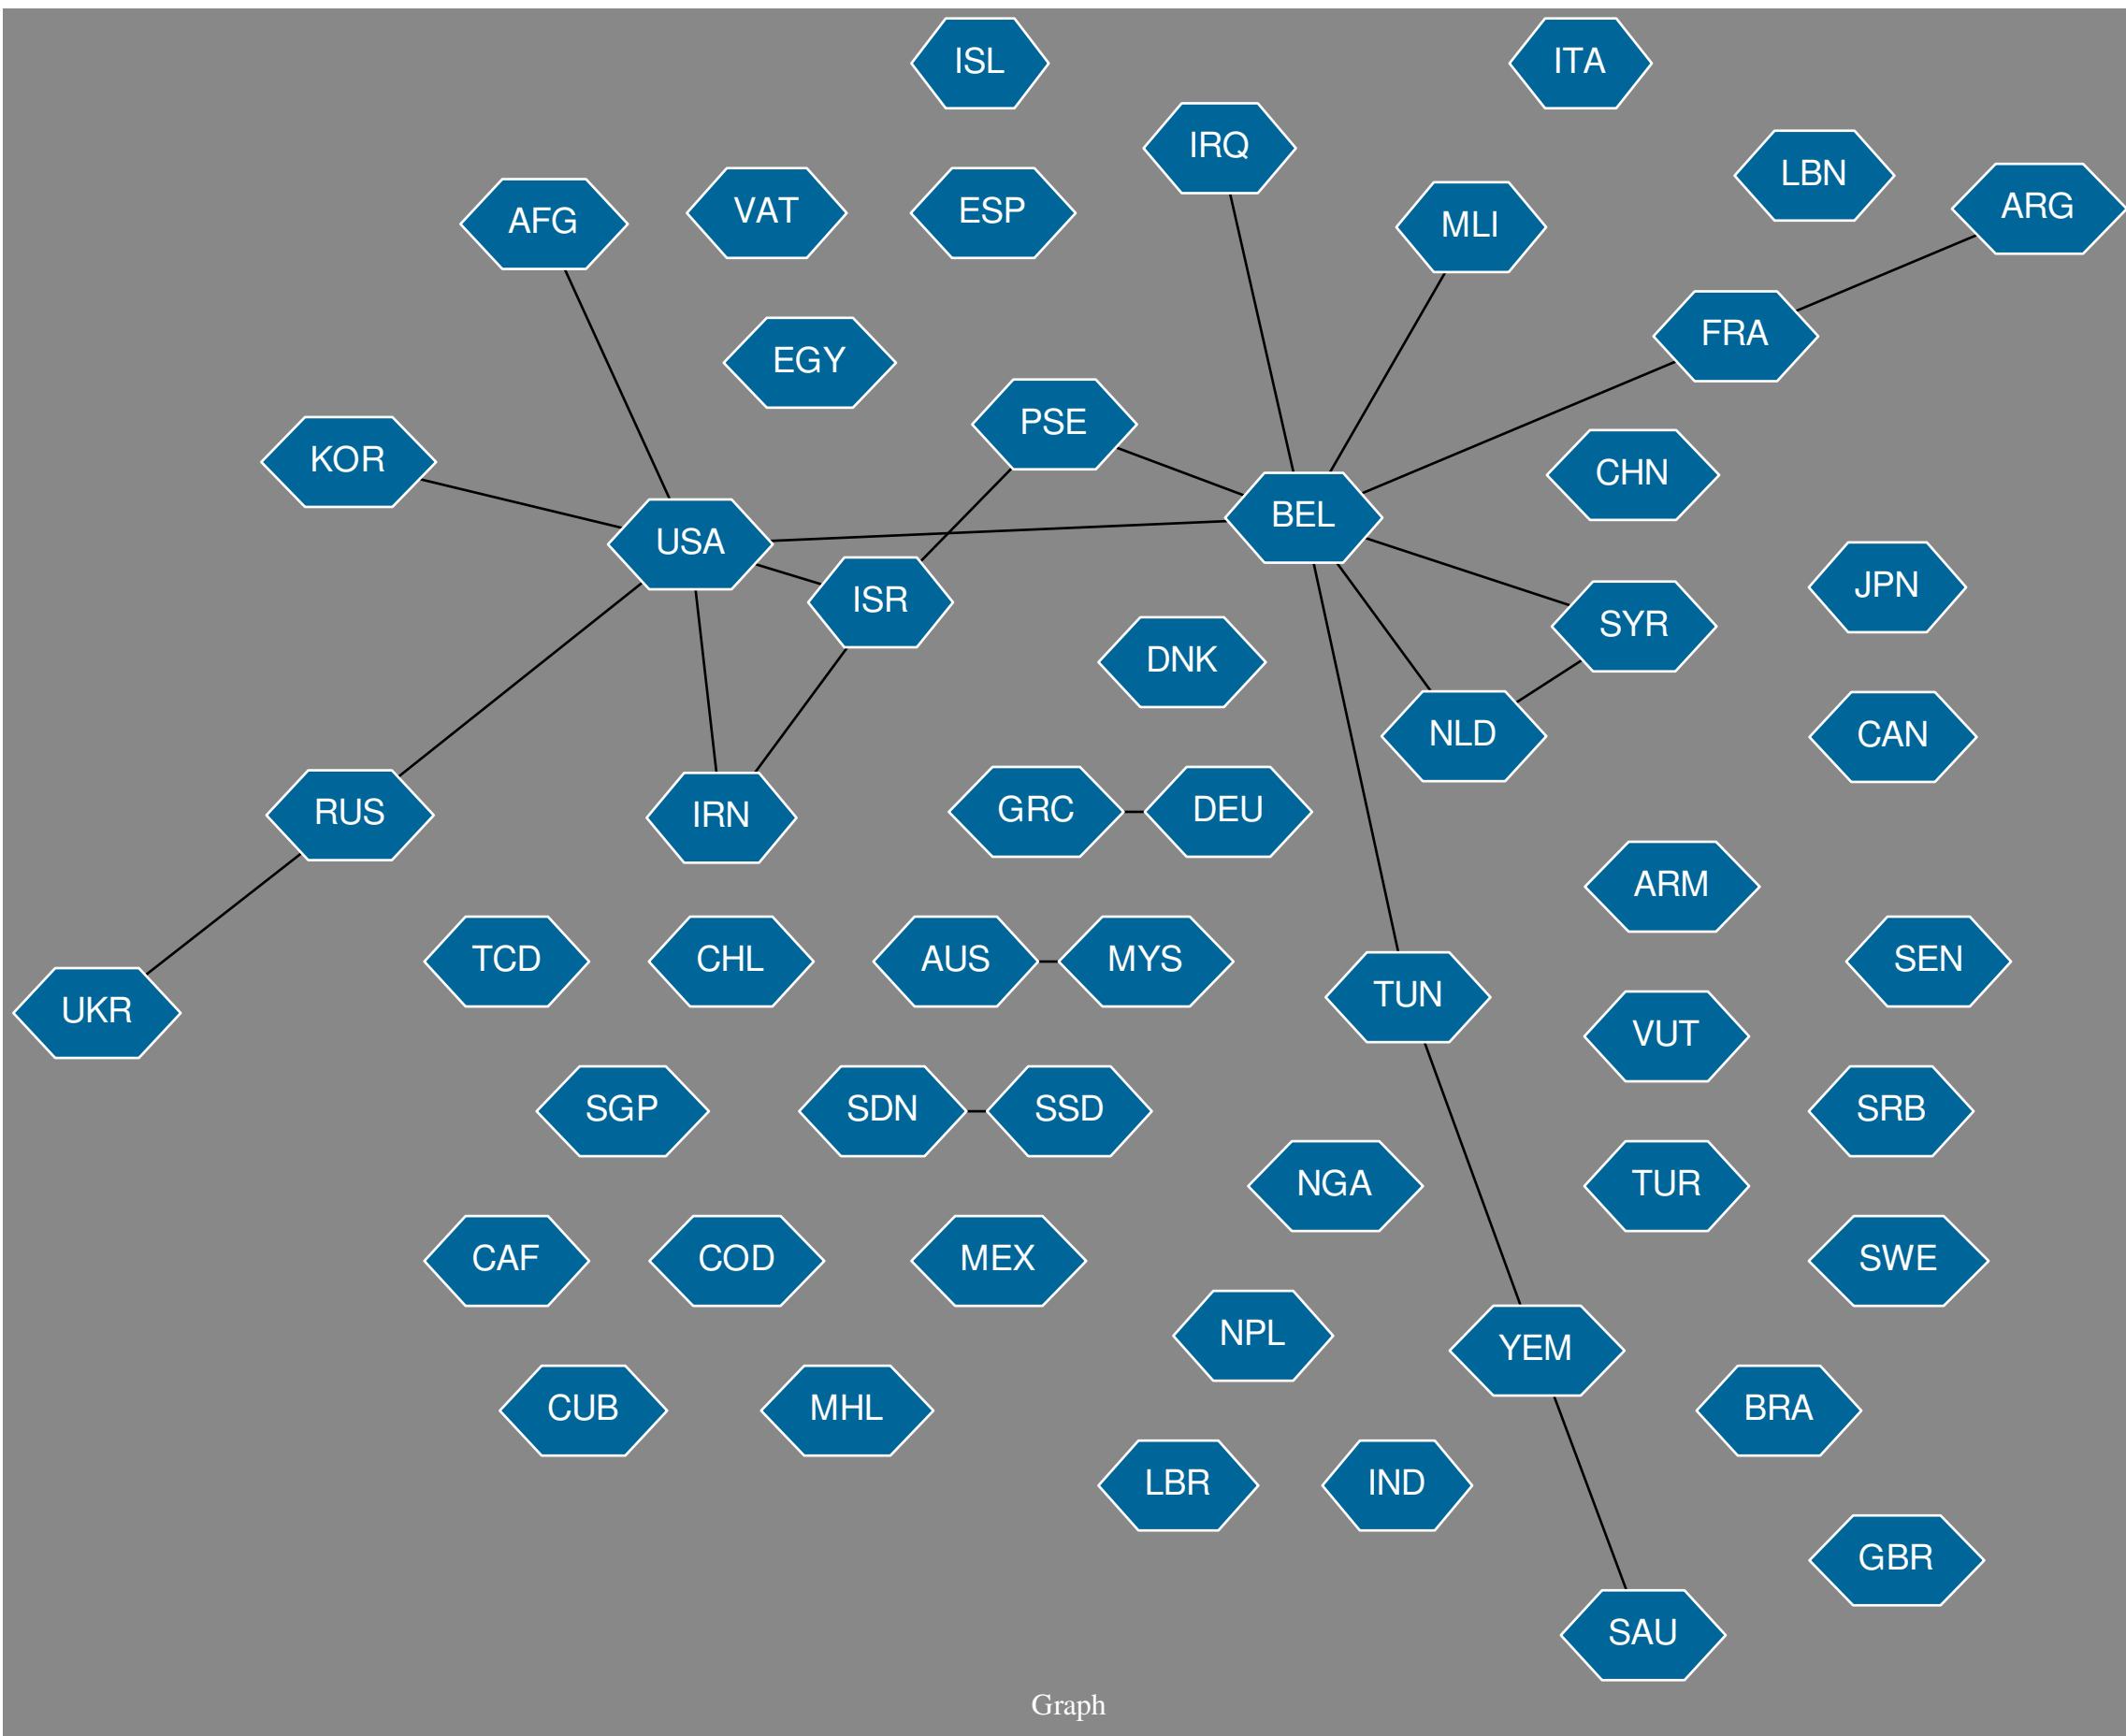 ISL
ITA
IRQ
LBN
ARG
VAT
ESP
AFG
MLI
FRA
EGY
PSE
KOR
CHN
BEL
USA
ISR
JPN
SYR
DNK
NLD
CAN
RUS
IRN
GRC
DEU
ARM
TCD
CHL
AUS
MYS
SEN
TUN
UKR
VUT
SGP
SDN
SSD
SRB
NGA
TUR
CAF
COD
MEX
SWE
NPL
YEM
CUB
MHL
BRA
LBR
IND
GBR
SAU
Graph